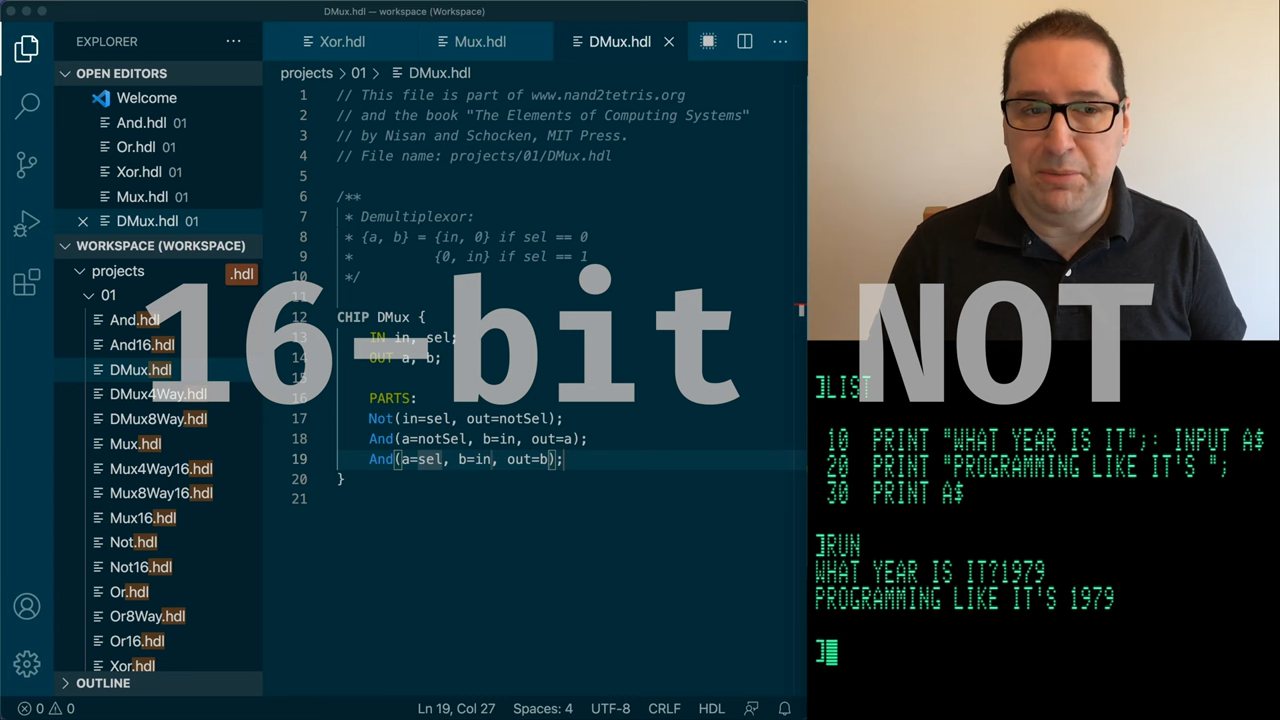 DMux.hdl — workspace (Workspace)
EXPLORER
OPEN EDITORS
Welcome
And.hdl 01
Or.hdl 01
Xor.hdl 01
Mux.hdl 01
DMux.hdl 01
WORKSPACE (WORKSPACE)
projects
.hdl
01
And.hdl
And16.hdl
DMux.hdl
DMux4Way.hdl
DMux8Way.hdl
Mux.hdl
Mux4Way16.hdl
Mux8Way16.hdl
Mux16.hdl
Not.hdl
Not16.hdl
Or.hdl
Or8Way.hdl
Or16.hdl
Xor.hdl
OUTLINE
Xor.hdl Mux.hdl DMux.hdl
projects > 01 > DMux.hdl
1 // This file is part of www.nand2tetris.org
2 // and the book "The Elements of Computing Systems"
3 // by Nisan and Schocken, MIT Press.
4 // File name: projects/01/DMux.hdl
5
6 /**
7 * Demultiplexor:
8 * {a, b} = {in, 0} if sel == 0
9 * {0, in} if sel == 1
10 */
11
12 CHIP DMux {
13 IN in, sel;
14 OUT a, b;
15
16 PARTS:
17 Not(in=sel, out=notSel);
18 And(a=notSel, b=in, out=a);
19 And(a=sel, b=in, out=b);
20 }
21
16-bit NOT
]LIST
10 PRINT "WHAT YEAR IS IT";: INPUT A$
20 PRINT "PROGRAMMING LIKE IT'S ";
30 PRINT A$
]RUN
WHAT YEAR IS IT?1979
PROGRAMMING LIKE IT'S 1979
]
0 0
Ln 19, Col 27 Spaces: 4 UTF-8 CRLF HDL